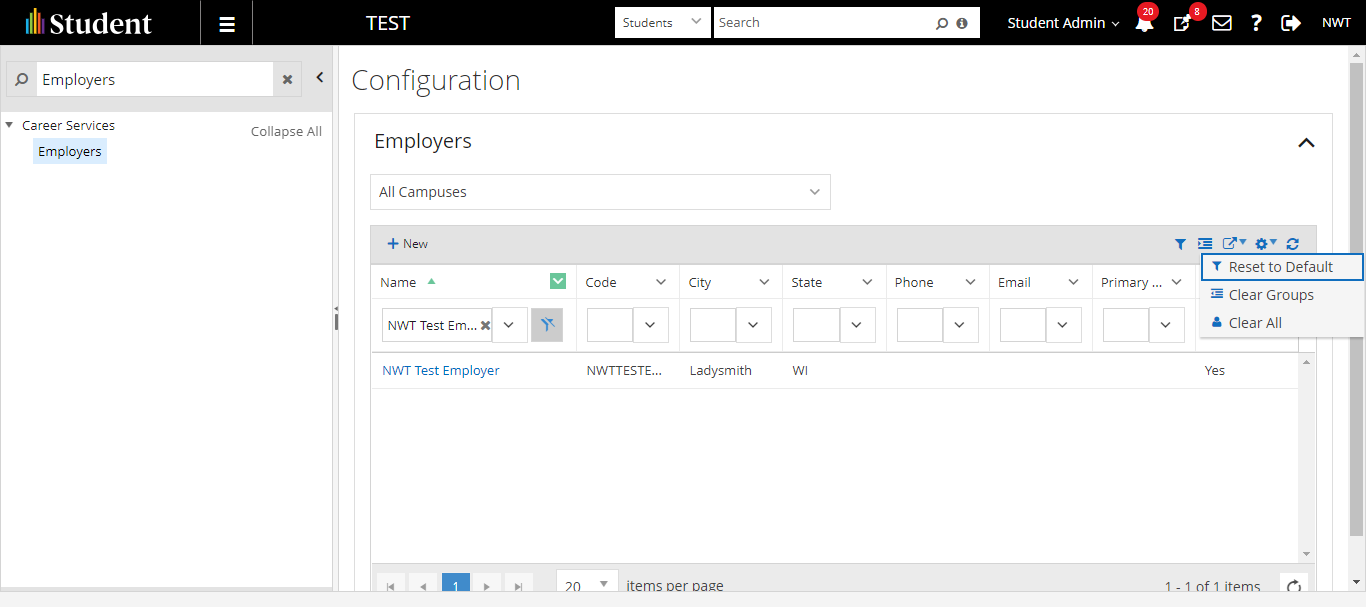 Student
TEST
Students
Search
Student Admin
20
8
NWT
Employers
Career Services
Collapse All
Employers
Configuration
Employers
All Campuses
+ New
Reset to Default
Clear Groups
Clear All
Name Code City State Phone Email Primary ...
NWT Test Em...
NWT Test Employer NWTTESTE... Ladysmith WI Yes
1 20 items per page 1 - 1 of 1 items